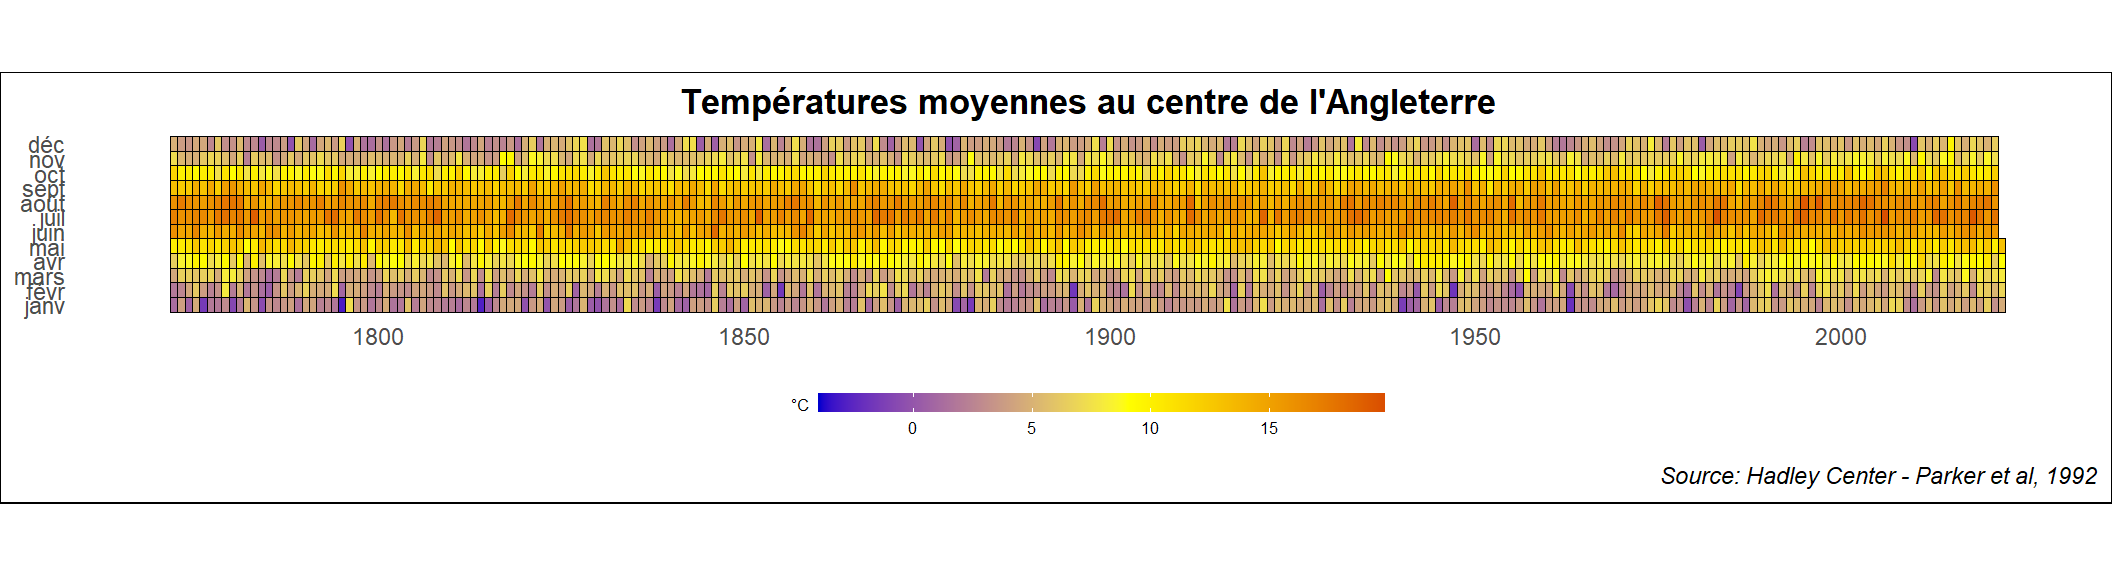 Températures moyennes au centre de l'Angleterre
déc
nov
oct
sept
août
juil
juin
mai
avr
mars
févr
janv
1800 1850 1900 1950 2000
°C
0 5 10 15
Source: Hadley Center - Parker et al, 1992